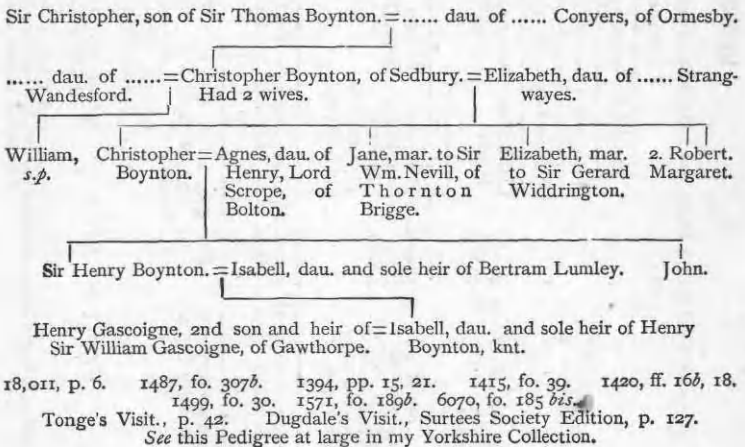 Sir Christopher, son of Sir Thomas Boynton. = ...... dau. of ...... Conyers, of Ormesby.
...... dau. of ...... = Christopher Boynton, of Sedbury. = Elizabeth, dau. of ...... Strang-
Wandesford. Had 2 wives. wayes.
William, Christopher = Agnes, dau. of Jane, mar. to Sir Elizabeth, mar. 2. Robert.
s.p. Boynton. Henry, Lord Wm. Nevill, of to Sir Gerard Margaret.
Scrope, of Thornton Widdrington.
Bolton. Brigge.
Sir Henry Boynton. = Isabell, dau. and sole heir of Bertram Lumley. John.
Henry Gascoigne, 2nd son and heir of = Isabell, dau. and sole heir of Henry
Sir William Gascoigne, of Gawthorpe. Boynton, knt.
18,011, p. 6. 1487, fo. 307b. 1394, pp. 15, 21. 1415, fo. 39. 1420, ff. 16b, 18.
1499, fo. 30. 1571, fo. 189b. 6070, fo. 185 bis.
Tonge's Visit., p. 42. Dugdale's Visit., Surtees Society Edition, p. 127.
See this Pedigree at large in my Yorkshire Collection.